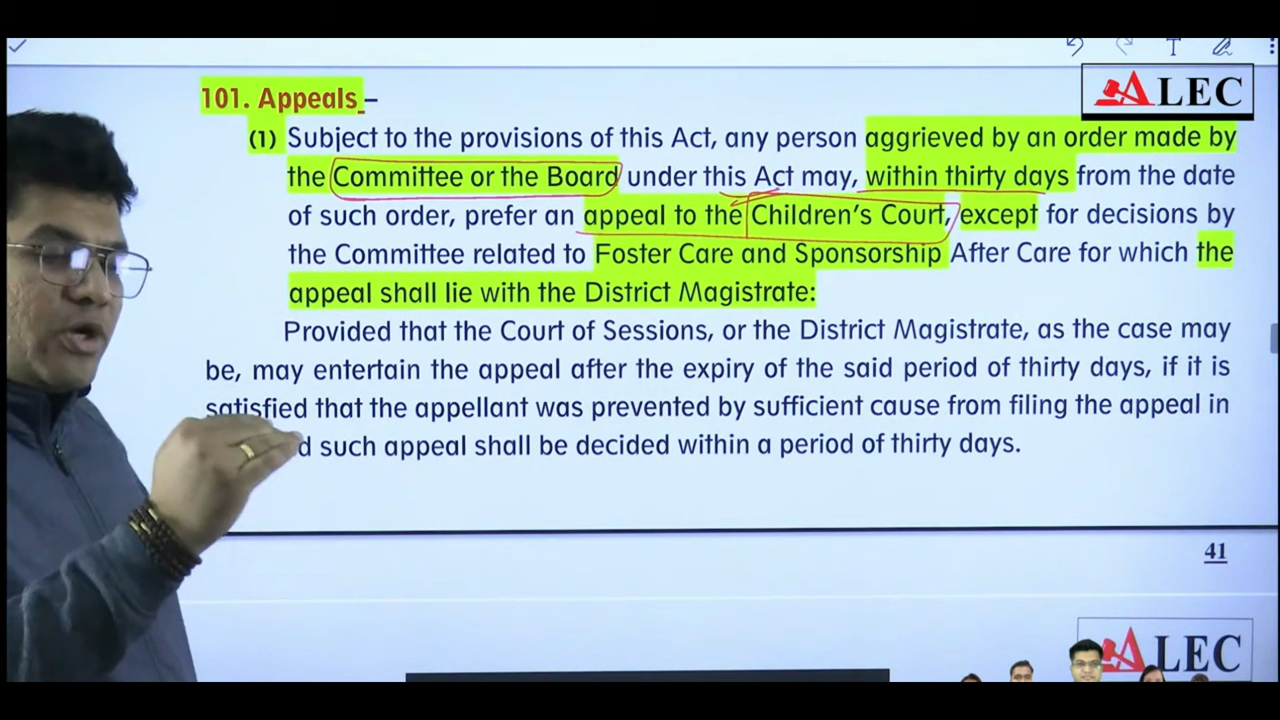 T
ALEC
101. Appeals –
(1) Subject to the provisions of this Act, any person aggrieved by an order made by
the Committee or the Board under this Act may, within thirty days from the date
of such order, prefer an appeal to the Children's Court, except for decisions by
the Committee related to Foster Care and Sponsorship After Care for which the
appeal shall lie with the District Magistrate:
Provided that the Court of Sessions, or the District Magistrate, as the case may
be, may entertain the appeal after the expiry of the said period of thirty days, if it is
satisfied that the appellant was prevented by sufficient cause from filing the appeal in
such appeal shall be decided within a period of thirty days.
41
ALEC